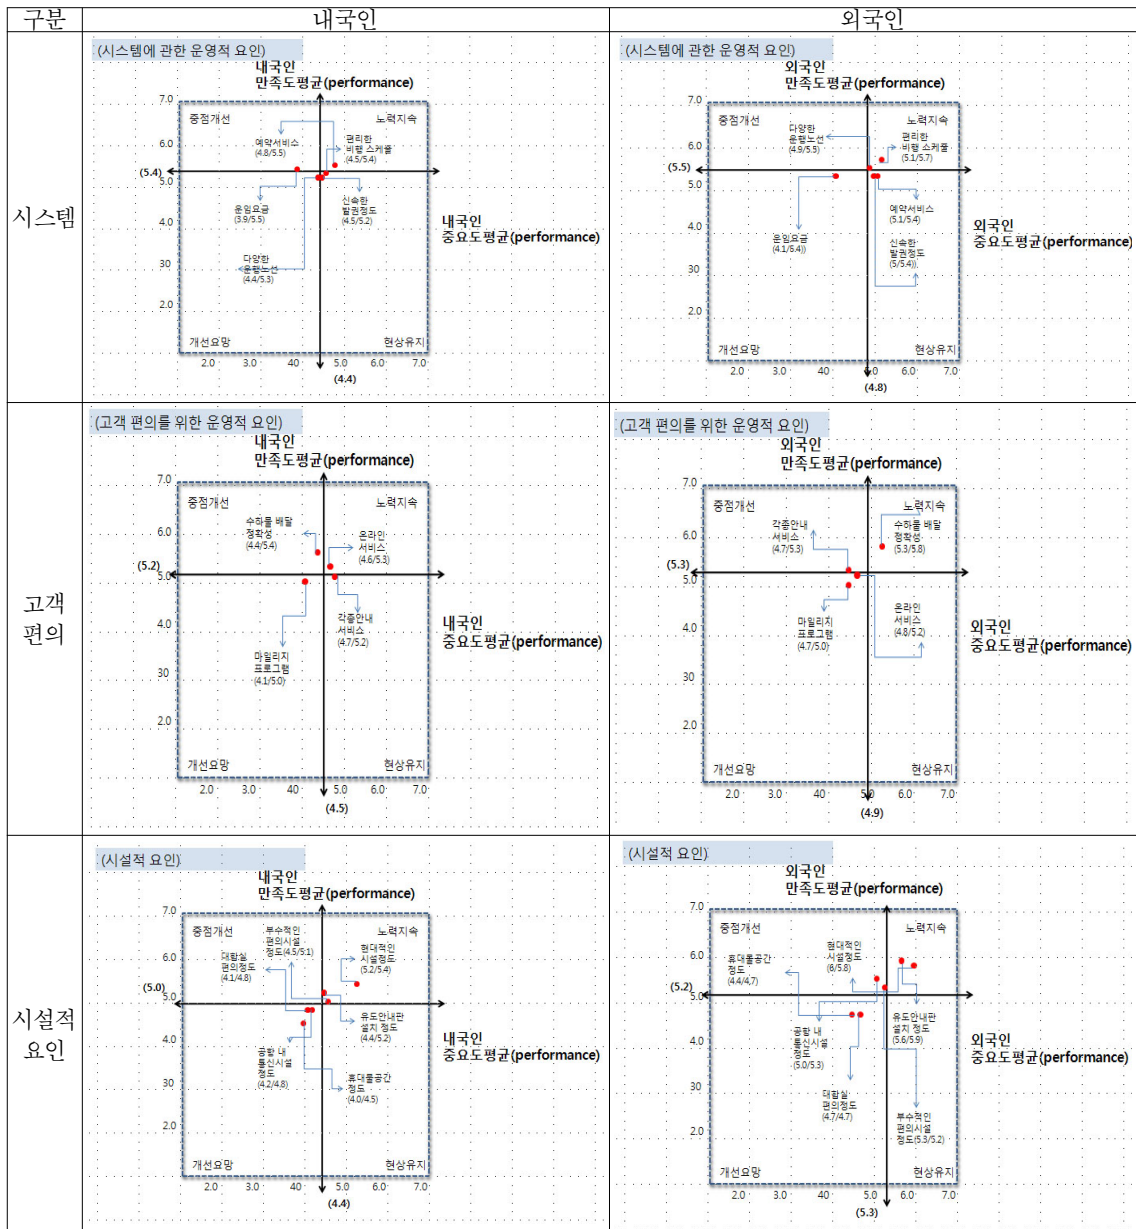 구분
내국인
외국인
시스템
(시스템에 관한 운영적 요인)
내국인
만족도평균(performance)
7.0
중점개선
노력지속
예약서비스
(4.8/5.5)
편리한
비행 스케줄
(4.5/5.4)
6.0
(5.4)
5.0
운임요금
(3.9/5.5)
신속한
발권정도
(4.5/5.2)
4.0
내국인
중요도평균(performance)
다양한
운행노선
(4.4/5.3)
30
2.0
개선요망
현상유지
2.0
3.0
40
5.0
6.0
7.0
(4.4)
(시스템에 관한 운영적 요인)
외국인
만족도평균(performance)
7.0
중점개선
노력지속
다양한
운행노선
(4.9/5.5)
편리한
비행 스케줄
(5.1/5.7)
6.0
(5.5)
5.0
예약서비스
(5.1/5.4)
4.0
운임요금
(4.1/5.4))
신속한
발권정도
(5/5.4))
외국인
중요도평균(performance)
30
2.0
개선요망
현상유지
2.0
3.0
40
5.0
6.0
7.0
(4.8)
고객
편의
(고객 편의를 위한 운영적 요인)
내국인
만족도평균(performance)
7.0
중점개선
노력지속
수하물 배달
정확성
(4.4/5.4)
온라인
서비스
(4.6/5.3)
6.0
(5.2)
5.0
각종안내
서비스
(4.7/5.2)
4.0
내국인
중요도평균(performance)
마일리지
프로그램
(4.1/5.0)
30
2.0
개선요망
현상유지
2.0
3.0
40
5.0
6.0
7.0
(4.5)
(고객 편의를 위한 운영적 요인)
외국인
만족도평균(performance)
7.0
중점개선
노력지속
각종안내
서비스
(4.7/5.3)
수하물 배달
정확성
(5.3/5.8)
6.0
(5.3)
5.0
마일리지
프로그램
(4.7/5.0)
온라인
서비스
(4.8/5.2)
4.0
외국인
중요도평균(performance)
30
2.0
개선요망
현상유지
2.0
3.0
40
5.0
6.0
7.0
(4.9)
시설적
요인
(시설적 요인)
내국인
만족도평균(performance)
7.0
중점개선
노력지속
부수적인
편의시설
정도(4.5/5.1)
대합실
편의정도
(4.1/4.8)
현대적인
시설정도
(5.2/5.4)
6.0
(5.0)
5.0
유도안내판
설치 정도
(4.4/5.2)
4.0
공항 내
통신시설
정도
(4.2/4.8)
휴대물공간
정도
(4.0/4.5)
내국인
중요도평균(performance)
30
2.0
개선요망
현상유지
2.0
3.0
40
5.0
6.0
7.0
(4.4)
(시설적 요인)
외국인
만족도평균(performance)
7.0
중점개선
노력지속
휴대물공간
정도
(4.4/4.7)
현대적인
시설정도
(6/5.8)
6.0
(5.2)
5.0
유도안내판
설치 정도
(5.6/5.9)
공항 내
통신시설
정도
(5.0/5.3)
4.0
대합실
편의정도
(4.7/4.7)
부수적인
편의시설
정도(5.3/5.2)
외국인
중요도평균(performance)
30
2.0
개선요망
현상유지
2.0
3.0
40
5.0
6.0
7.0
(5.3)